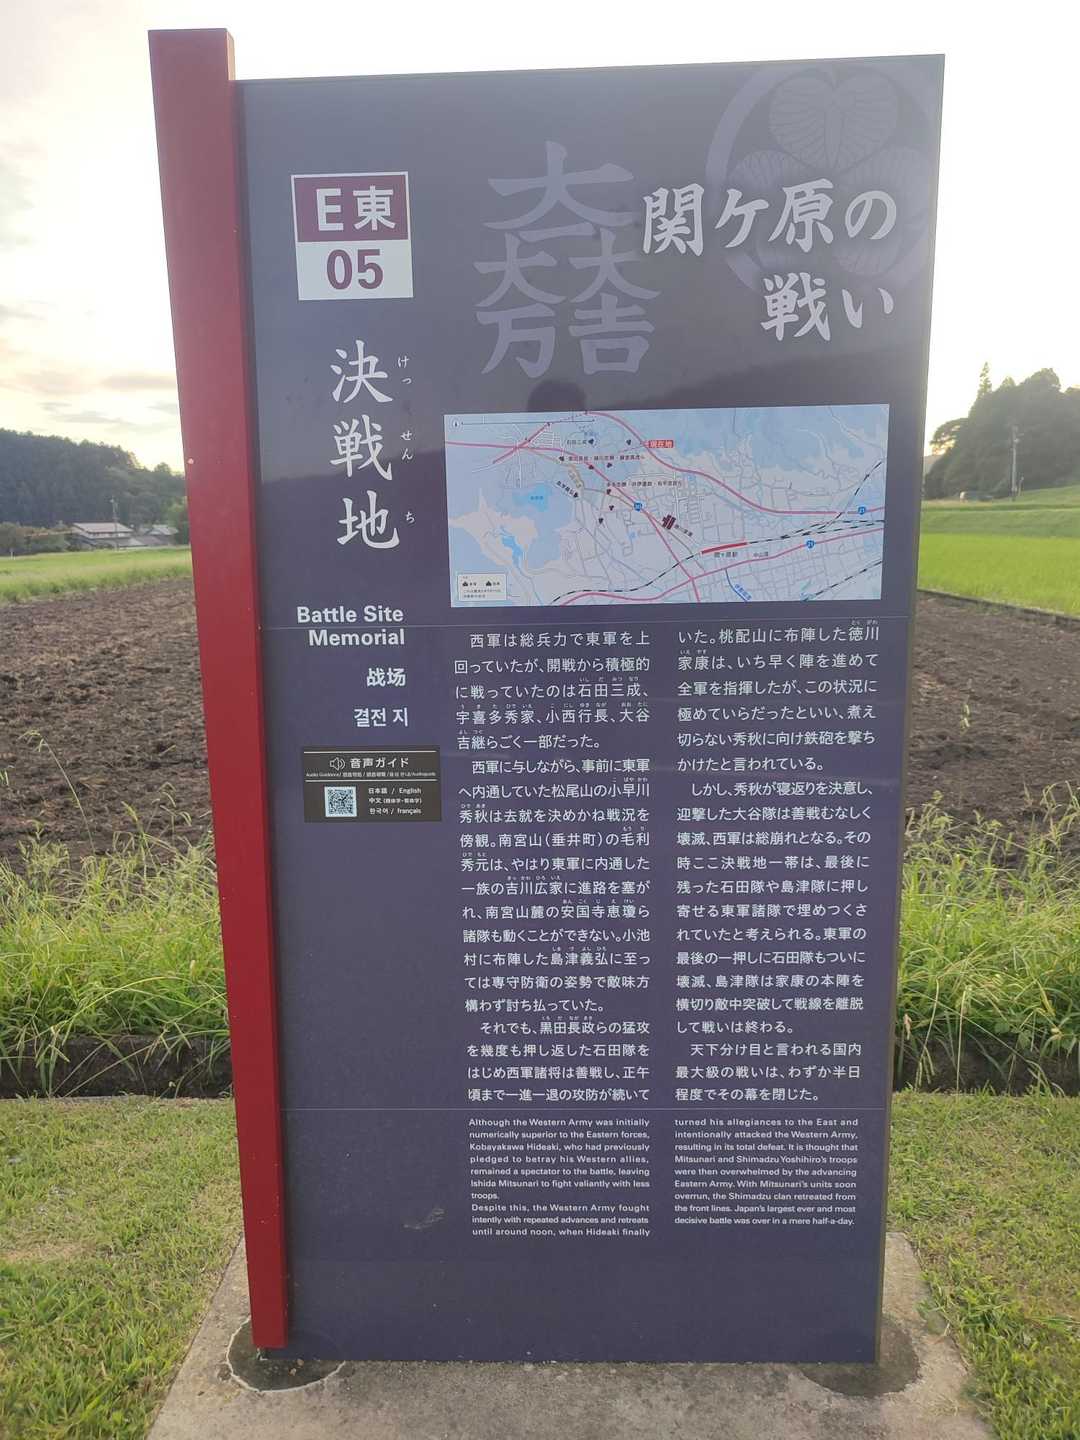 E東
05
大
大大
万吉
関ケ原の
戦い
決戦地
けっせんち
Battle Site
Memorial
战场
결전 지
音声ガイド
日本語 / English
中文(簡体字・繁体字)
한국어 / français
現在地
西軍は総兵力で東軍を上
回っていたが、開戦から積極的
に戦っていたのは石田三成、
宇喜多秀家、小西行長、大谷
吉継らごく一部だった。
西軍に与しながら、事前に東軍
へ内通していた松尾山の小早川
秀秋は去就を決めかね戦況を
傍観。南宮山(垂井町)の毛利
秀元は、やはり東軍に内通した
一族の吉川広家に進路を塞が
れ、南宮山麓の安国寺恵瓊ら
諸隊も動くことができない。小池
村に布陣した島津義弘に至っ
ては専守防衛の姿勢で敵味方
構わず討ち払っていた。
それでも、黒田長政らの猛攻
を幾度も押し返した石田隊を
はじめ西軍諸将は善戦し、正午
頃まで一進一退の攻防が続いて
いた。桃配山に布陣した徳川
家康は、いち早く陣を進めて
全軍を指揮したが、この状況に
極めていらだったといい、煮え
切らない秀秋に向け鉄砲を撃ち
かけたと言われている。
しかし、秀秋が寝返りを決意し、
迎撃した大谷隊は善戦むなしく
壊滅、西軍は総崩れとなる。その
時ここ決戦地一帯は、最後に
残った石田隊や島津隊に押し
寄せる東軍諸隊で埋めつくさ
れていたと考えられる。東軍の
最後の一押しに石田隊もついに
壊滅、島津隊は家康の本陣を
横切り敵中突破して戦線を離脱
して戦いは終わる。
天下分け目と言われる国内
最大級の戦いは、わずか半日
程度でその幕を閉じた。
Although the Western Army was initially
numerically superior to the Eastern forces,
Kobayakawa Hideaki, who had previously
pledged to betray his Western allies,
remained a spectator to the battle, leaving
Ishida Mitsunari to fight valiantly with less
troops.
Despite this, the Western Army fought
intently with repeated advances and retreats
until around noon, when Hideaki finally
turned his allegiances to the East and
intentionally attacked the Western Army,
resulting in its total defeat. It is thought that
Mitsunari and Shimadzu Yoshihiro's troops
were then overwhelmed by the advancing
Eastern Army. With Mitsunari's units soon
overrun, the Shimadzu clan retreated from
the front lines. Japan's largest ever and most
decisive battle was over in a mere half-a-day.